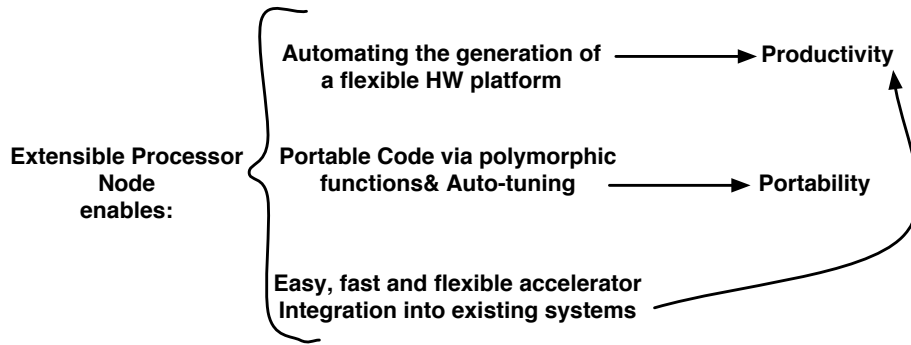 Automating the generation of
a flexible HW platform
Productivity
Extensible Processor
Node
enables:
Portable Code via polymorphic
functions& Auto-tuning
Portability
Easy, fast and flexible accelerator
Integration into existing systems